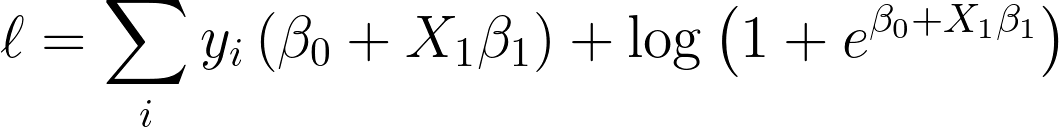 ℓ = ∑_i y_i (β_0 + X_1β_1) + log (1 + e^{β_0+X_1β_1})